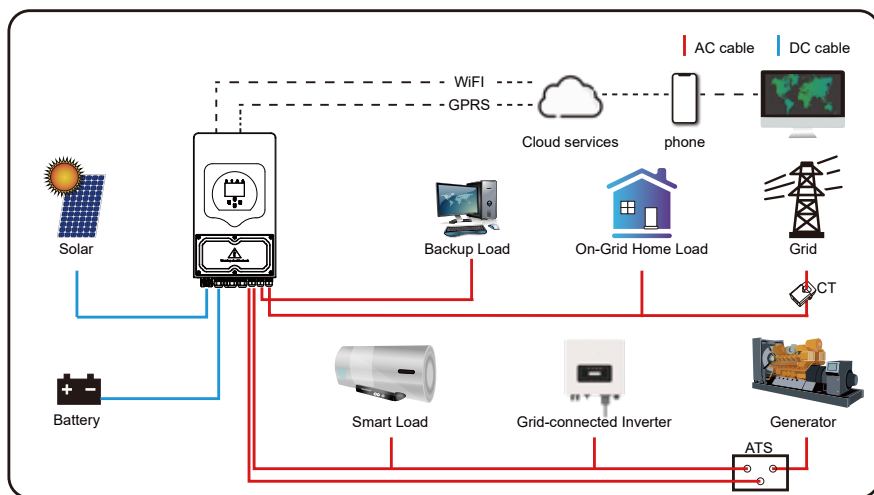 AC cable
DC cable
WiFI
GPRS
Cloud services
phone
Solar
Backup Load
On-Grid Home Load
Grid
CT
Battery
Smart Load
Grid-connected Inverter
Generator
ATS